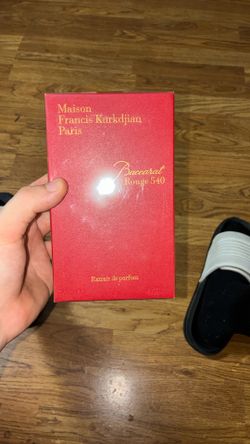 Maison
Francis Kurkdjian
Paris
Baccarat
Rouge 540
Extrait de parfum